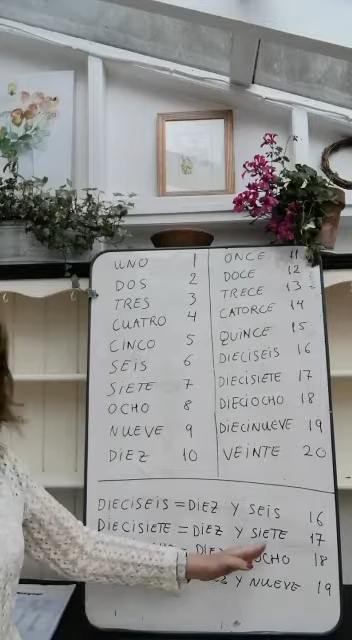 UNO 1
DOS 2
TRES 3
CUATRO 4
CINCO 5
SEIS 6
SIETE 7
OCHO 8
NUEVE 9
DIEZ 10
ONCE 11
DOCE 12
TRECE 13
CATORCE 14
QUINCE 15
DIECISEIS 16
DIECISIETE 17
DIECIOCHO 18
DIECINUEVE 19
VEINTE 20
DIECISEIS = DIEZ Y SEIS 16
DIECISIETE = DIEZ Y SIETE 17
OCHO 18
Y NUEVE 19